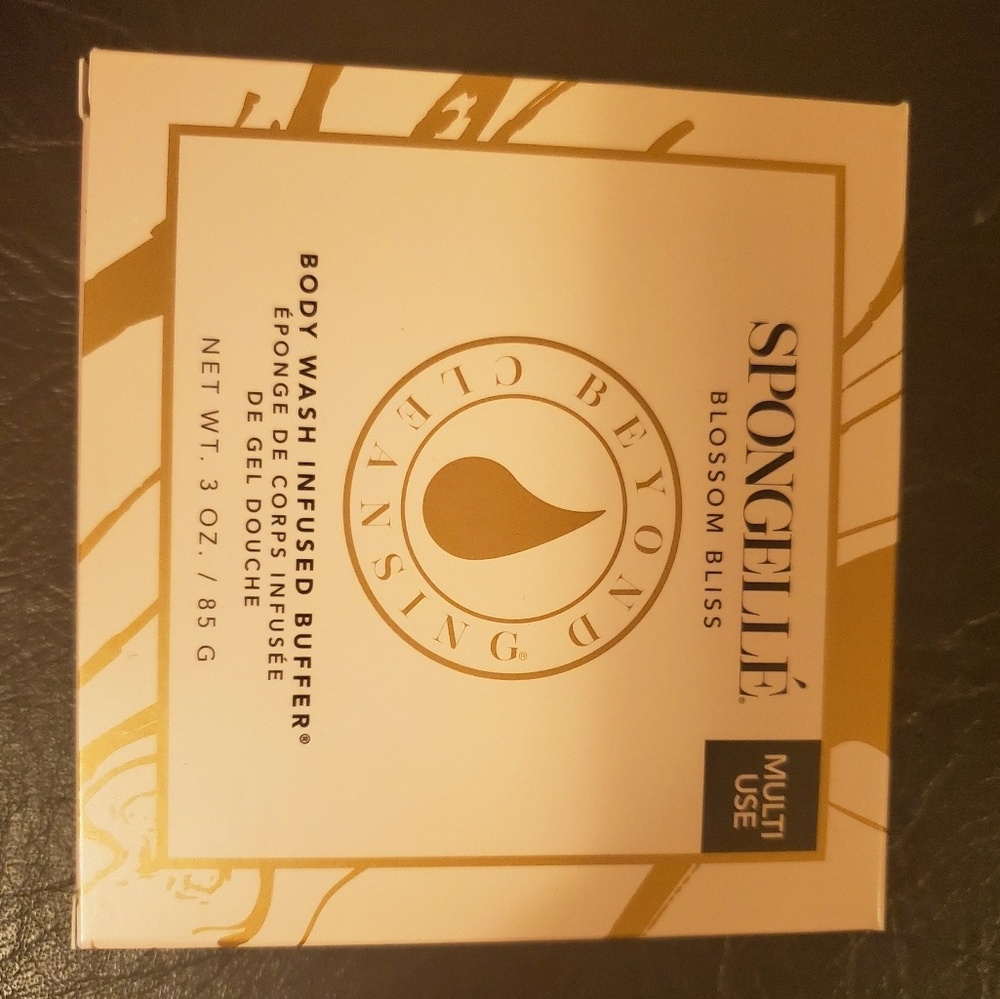 SPONGELLÉ®
BLOSSOM BLISS
MULTI
USE
BEYOND CLEANSING®
BODY WASH INFUSED BUFFER®
ÉPONGE DE CORPS INFUSÉE
DE GEL DOUCHE
NET WT. 3 OZ. / 85 G